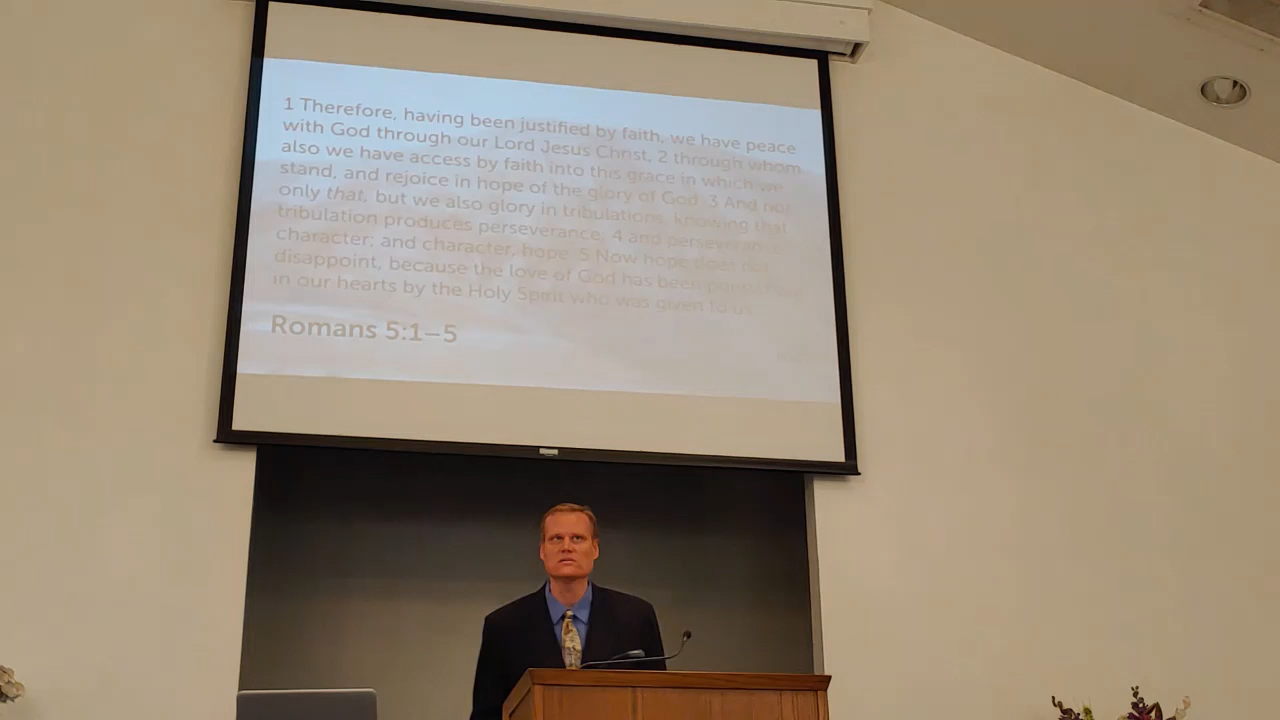 1 Therefore, having been justified by faith, we have peace
with God through our Lord Jesus Christ, 2 through whom
also we have access by faith into this grace in which we
stand, and rejoice in hope of the glory of God. 3 And not
only that, but we also glory in tribulations, knowing that
tribulation produces perseverance; 4 and perseverance,
character; and character, hope. 5 Now hope does not
disappoint, because the love of God has been poured out
in our hearts by the Holy Spirit who was given to us.
Romans 5:1–5